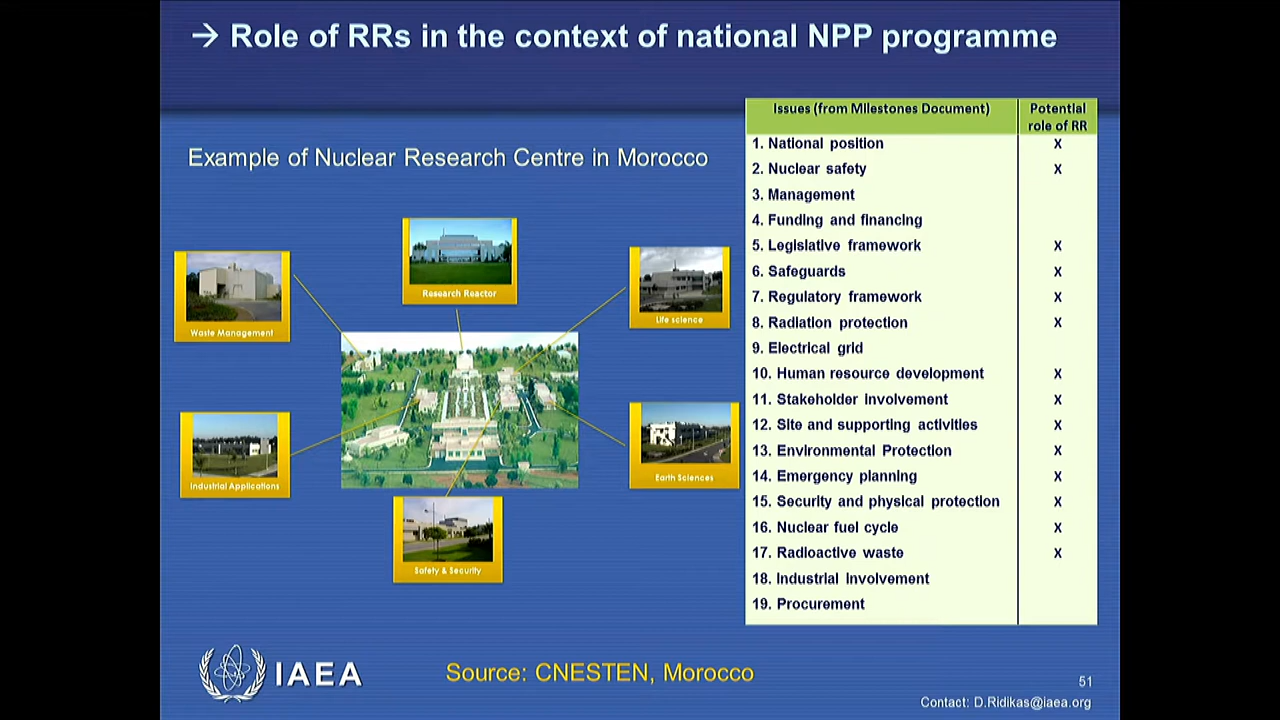 → Role of RRs in the context of national NPP programme
Example of Nuclear Research Centre in Morocco
Waste Management
Research Reactor
Life science
Industrial Applications
Earth Sciences
Safety & Security
Issues (from Milestones Document) Potential role of RR
1. National position X
2. Nuclear safety X
3. Management
4. Funding and financing
5. Legislative framework X
6. Safeguards X
7. Regulatory framework X
8. Radiation protection X
9. Electrical grid
10. Human resource development X
11. Stakeholder Involvement X
12. Site and supporting activities X
13. Environmental Protection X
14. Emergency planning X
15. Security and physical protection X
16. Nuclear fuel cycle X
17. Radioactive waste X
18. Industrial Involvement
19. Procurement
IAEA
Source: CNESTEN, Morocco
51
Contact: D.Ridikas@iaea.org